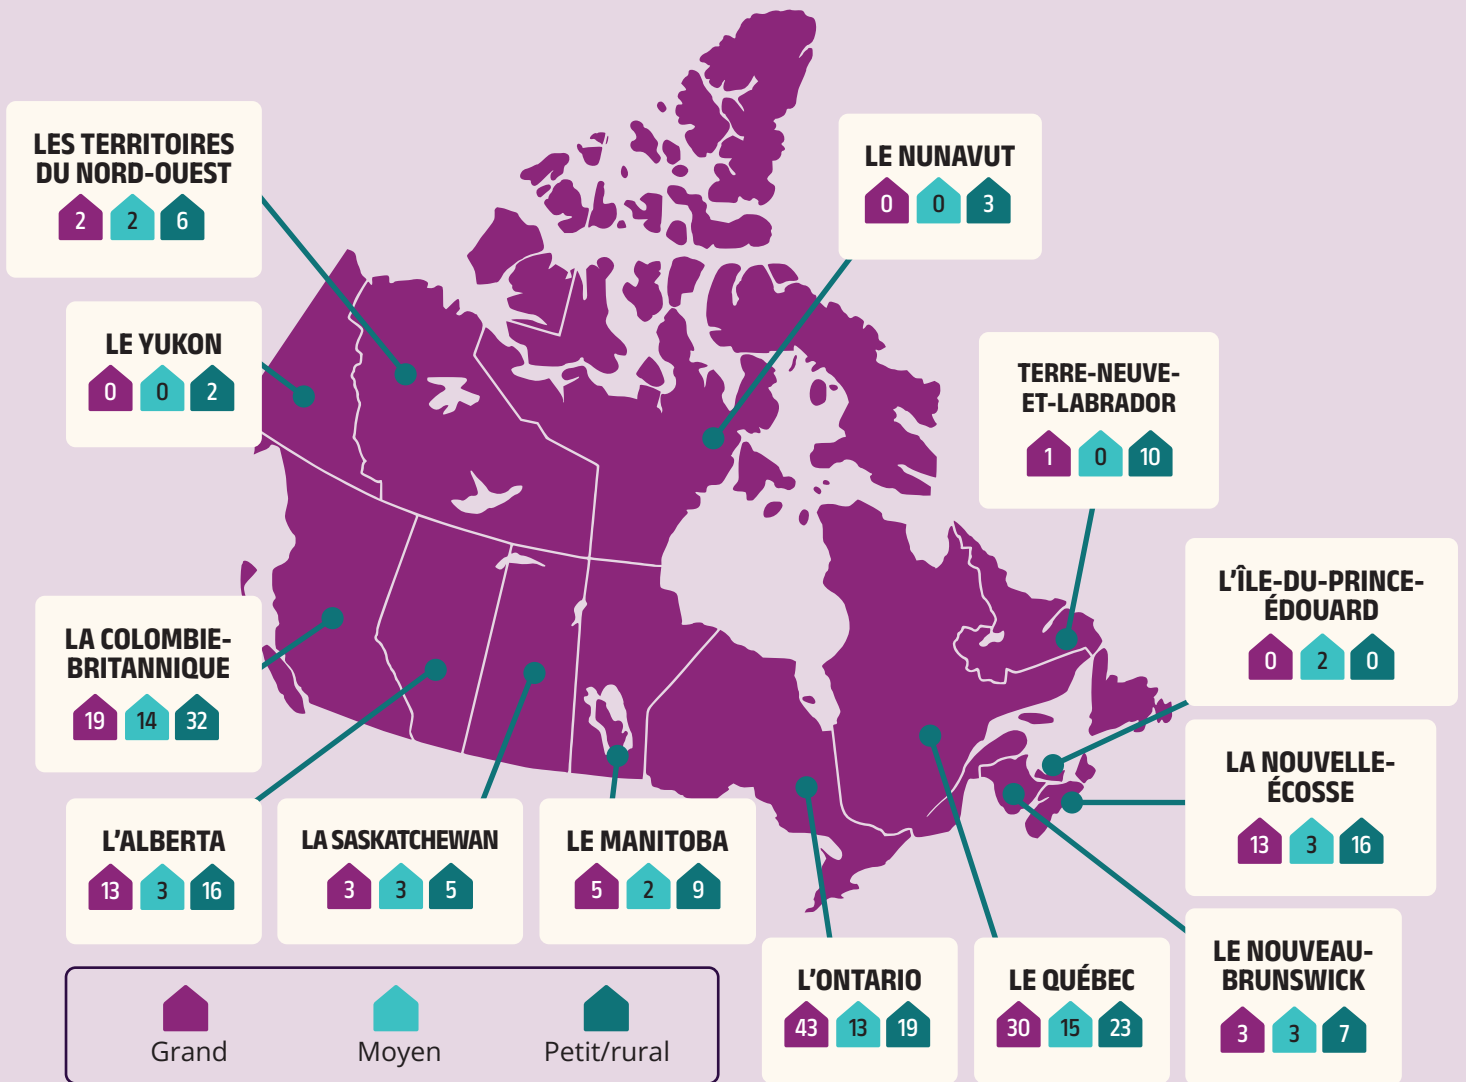 LES TERRITOIRES
DU NORD-OUEST
2 2 6
LE NUNAVUT
0 0 3
LE YUKON
0 0 2
TERRE-NEUVE-
ET-LABRADOR
1 0 10
L'ÎLE-DU-PRINCE-
ÉDOUARD
0 2 0
LA COLOMBIE-
BRITANNIQUE
19 14 32
LA NOUVELLE-
ÉCOSSE
13 3 16
L'ALBERTA
13 3 16
LA SASKATCHEWAN
3 3 5
LE MANITOBA
5 2 9
L'ONTARIO
43 13 19
LE QUÉBEC
30 15 23
LE NOUVEAU-
BRUNSWICK
3 3 7
Grand Moyen Petit/rural